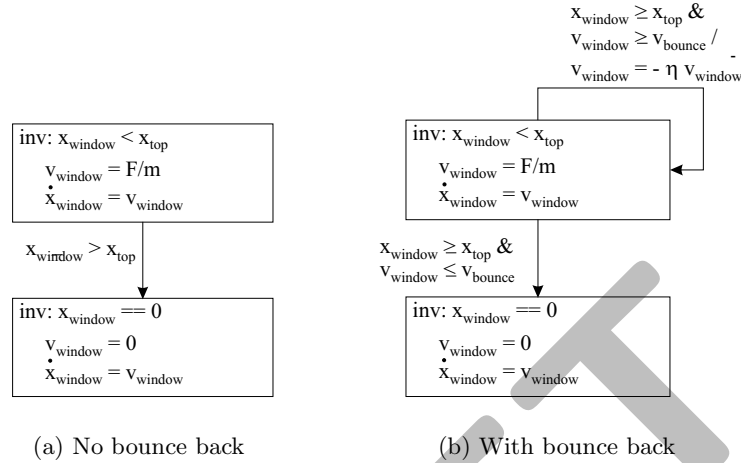 inv: x_window < x_top
v_window = F/m
ẋ_window = v_window
x_window > x_top
inv: x_window == 0
v_window = 0
ẋ_window = v_window
(a) No bounce back
x_window ≥ x_top &
v_window ≥ v_bounce /
v_window = - η v_window⁻
inv: x_window < x_top
v_window = F/m
ẋ_window = v_window
x_window ≥ x_top &
v_window ≤ v_bounce
inv: x_window == 0
v_window = 0
ẋ_window = v_window
(b) With bounce back